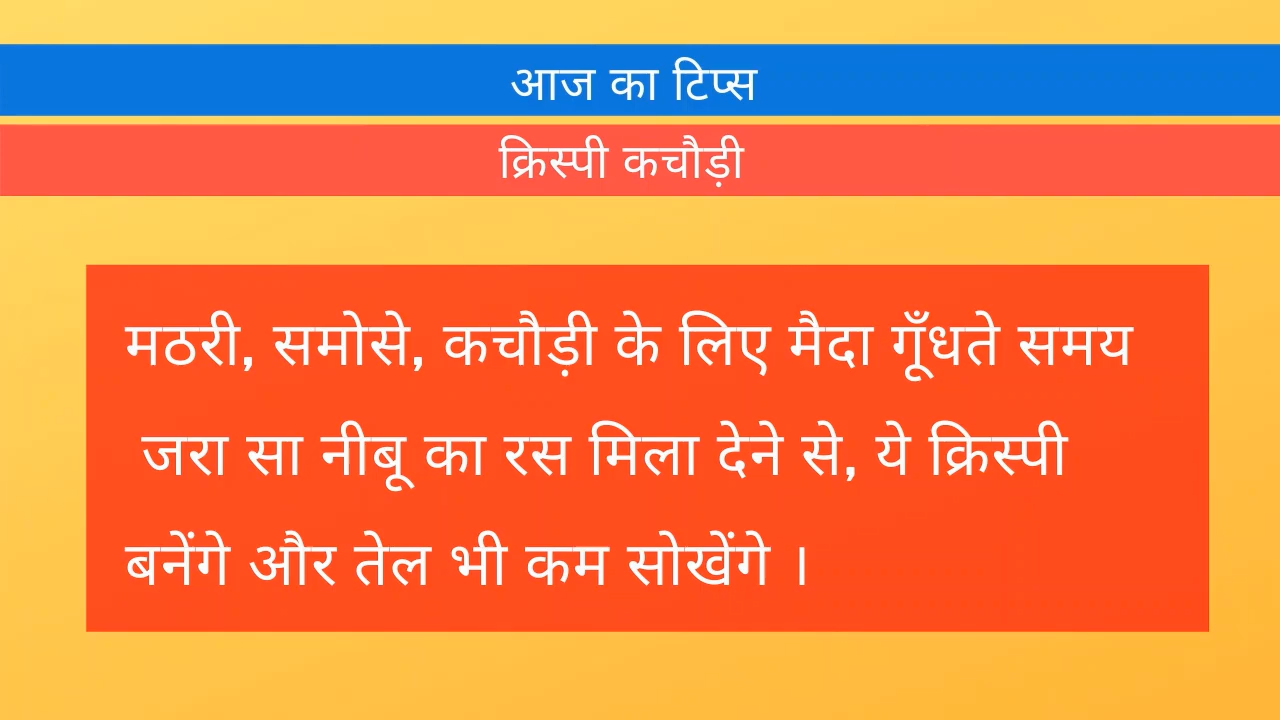 आज का टिप्स
क्रिस्पी कचौड़ी
मठरी, समोसे, कचौड़ी के लिए मैदा गूँधते समय
जरा सा नीबू का रस मिला देने से, ये क्रिस्पी
बनेंगे और तेल भी कम सोखेंगे ।